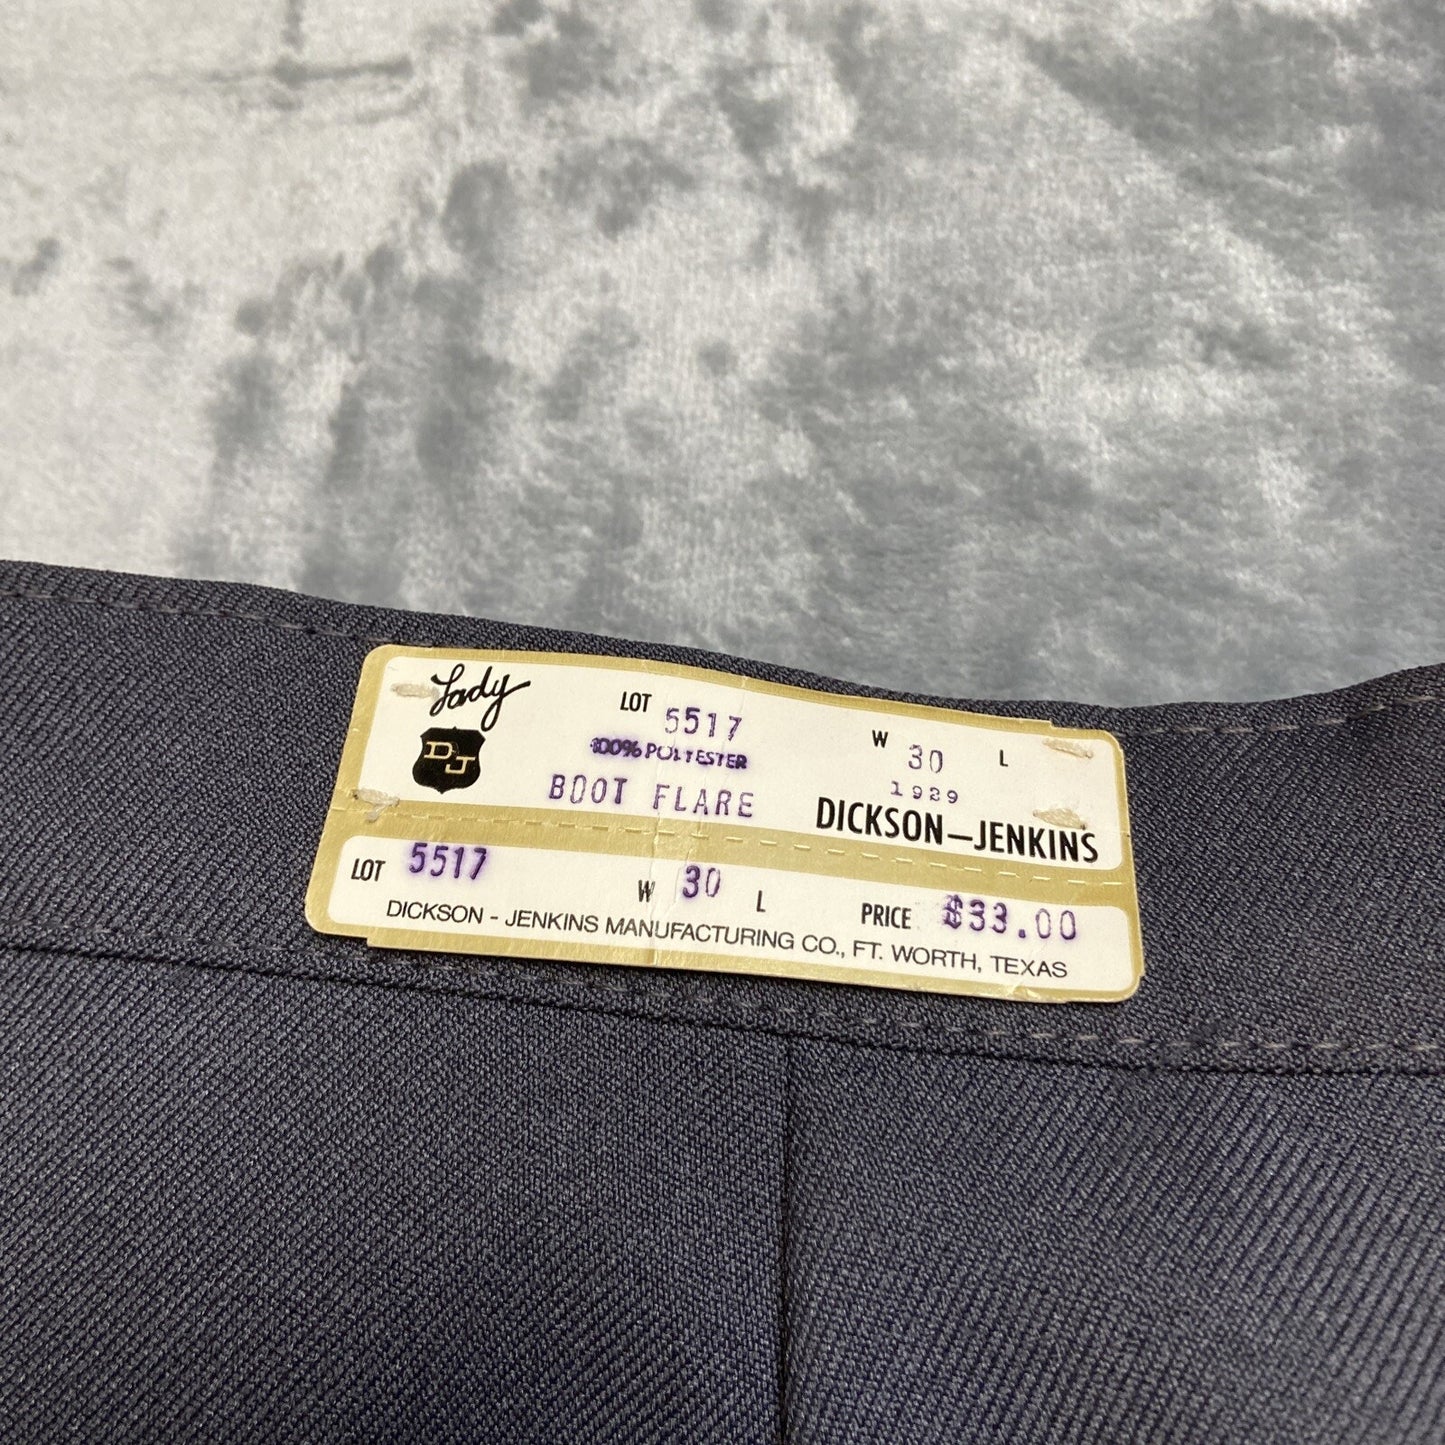 Lady
DJ
LOT 5517
100% POLYESTER
BOOT FLARE
W 30 L
1929
DICKSON—JENKINS
LOT 5517 W 30 L PRICE $33.00
DICKSON - JENKINS MANUFACTURING CO., FT. WORTH, TEXAS